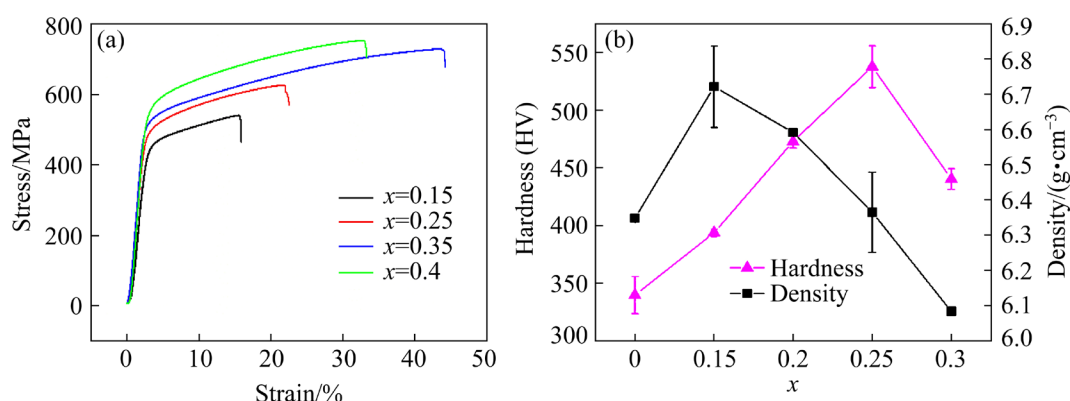 (a)
800
600
400
200
0
Stress/MPa
x=0.15
x=0.25
x=0.35
x=0.4
0 10 20 30 40 50
Strain/%
(b)
550
500
450
400
350
300
Hardness (HV)
Hardness
Density
6.9
6.8
6.7
6.6
6.5
6.4
6.3
6.2
6.1
6.0
Density/(g•cm⁻³)
0 0.15 0.2 0.25 0.3
x